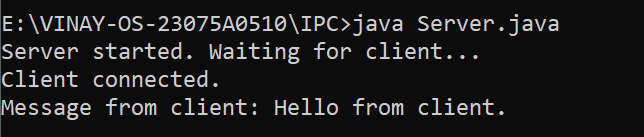 E:\VINAY-OS-23075A0510\IPC>java Server.java
Server started. Waiting for client...
Client connected.
Message from client: Hello from client.